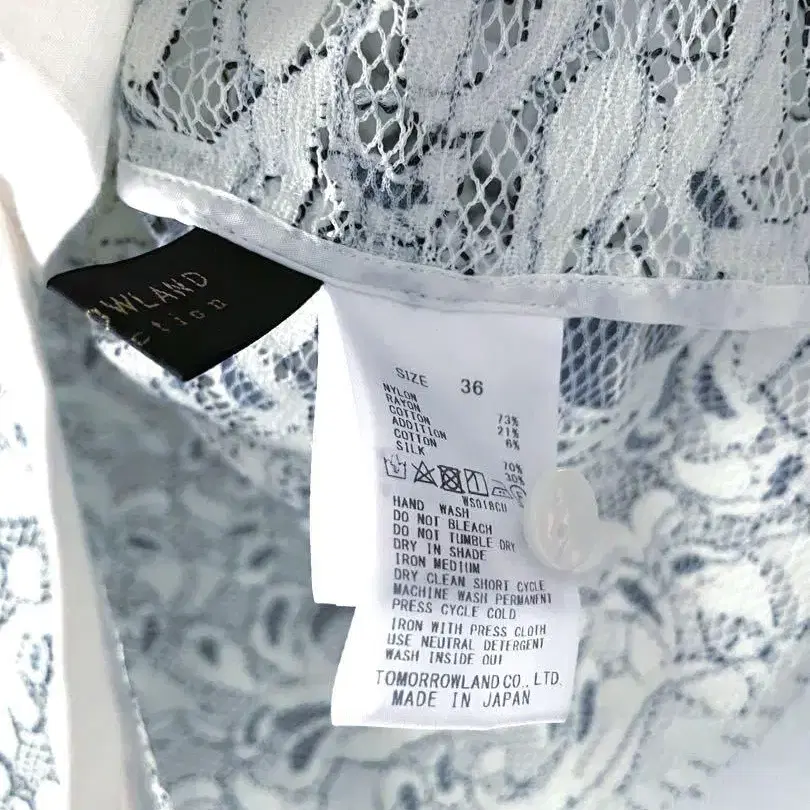 OWLAND
ction
SIZE 36
NYLON
RAYON 73%
COTTON 21%
ADDITION 6%
COTTON
SILK 70%
30%
WS018CU
HAND WASH
DO NOT BLEACH
DO NOT TUMBLE DRY
DRY IN SHADE
IRON MEDIUM
DRY CLEAN SHORT CYCLE
MACHINE WASH PERMANENT
PRESS CYCLE COLD
IRON WITH PRESS CLOTH
USE NEUTRAL DETERGENT
WASH INSIDE OUT
TOMORROWLAND CO., LTD.
MADE IN JAPAN